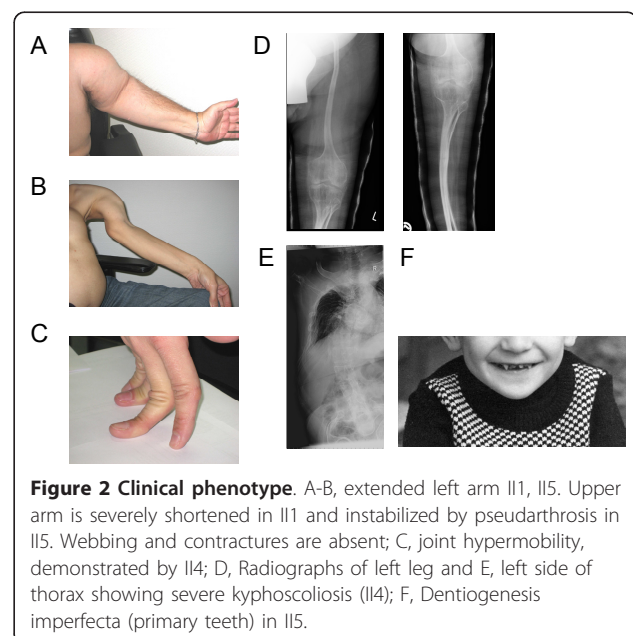 A
D
B
E
F
C
L
Figure 2 Clinical phenotype. A-B, extended left arm II1, II5. Upper
arm is severely shortened in II1 and instabilized by pseudarthrosis in
II5. Webbing and contractures are absent; C, joint hypermobility,
demonstrated by II4; D, Radiographs of left leg and E, left side of
thorax showing severe kyphoscoliosis (II4); F, Dentiogenesis
imperfecta (primary teeth) in II5.